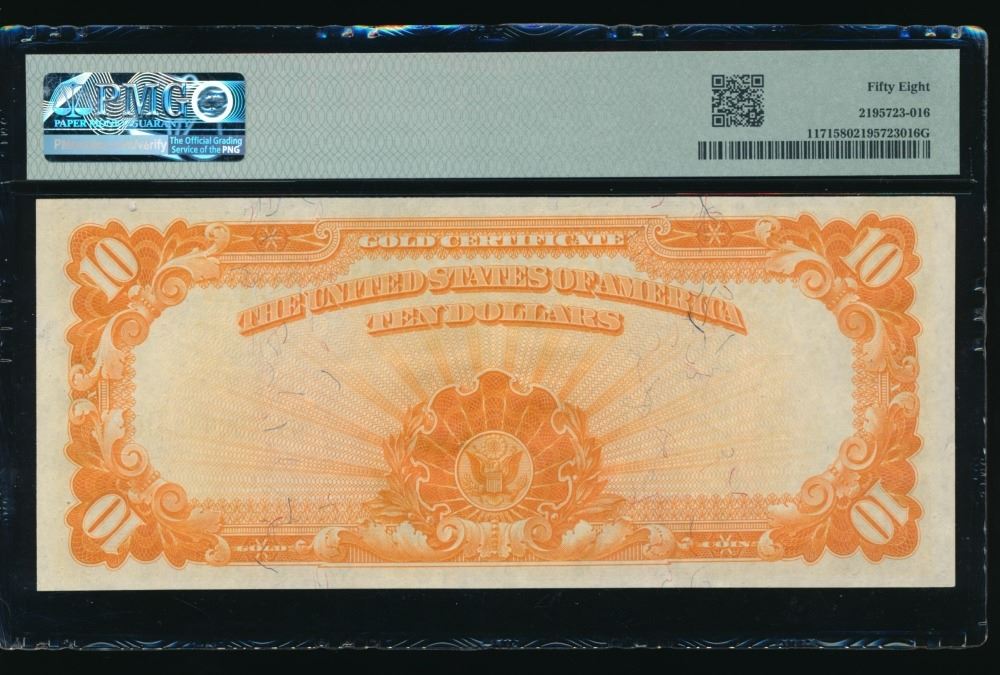 PMG
PAPER MONEY GUARANTY
The Official Grading
Service of the PNG
Fifty Eight
2195723-016
11715802195723016G
10 GOLD CERTIFICATE 10
THE UNITED STATES OF AMERICA
TEN DOLLARS
10 GOLD COIN 10